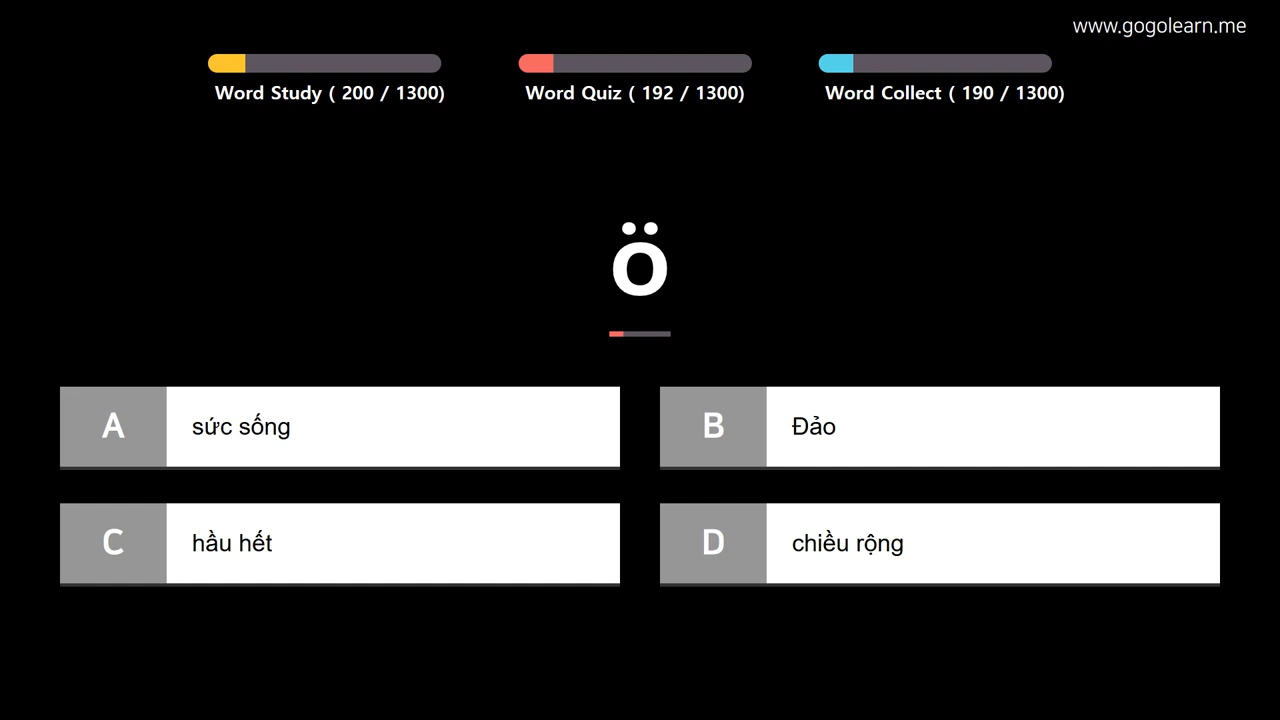 www.gogolearn.me
Word Study ( 200 / 1300)
Word Quiz ( 192 / 1300)
Word Collect ( 190 / 1300)
ö
A sức sống
B Đảo
C hầu hết
D chiều rộng